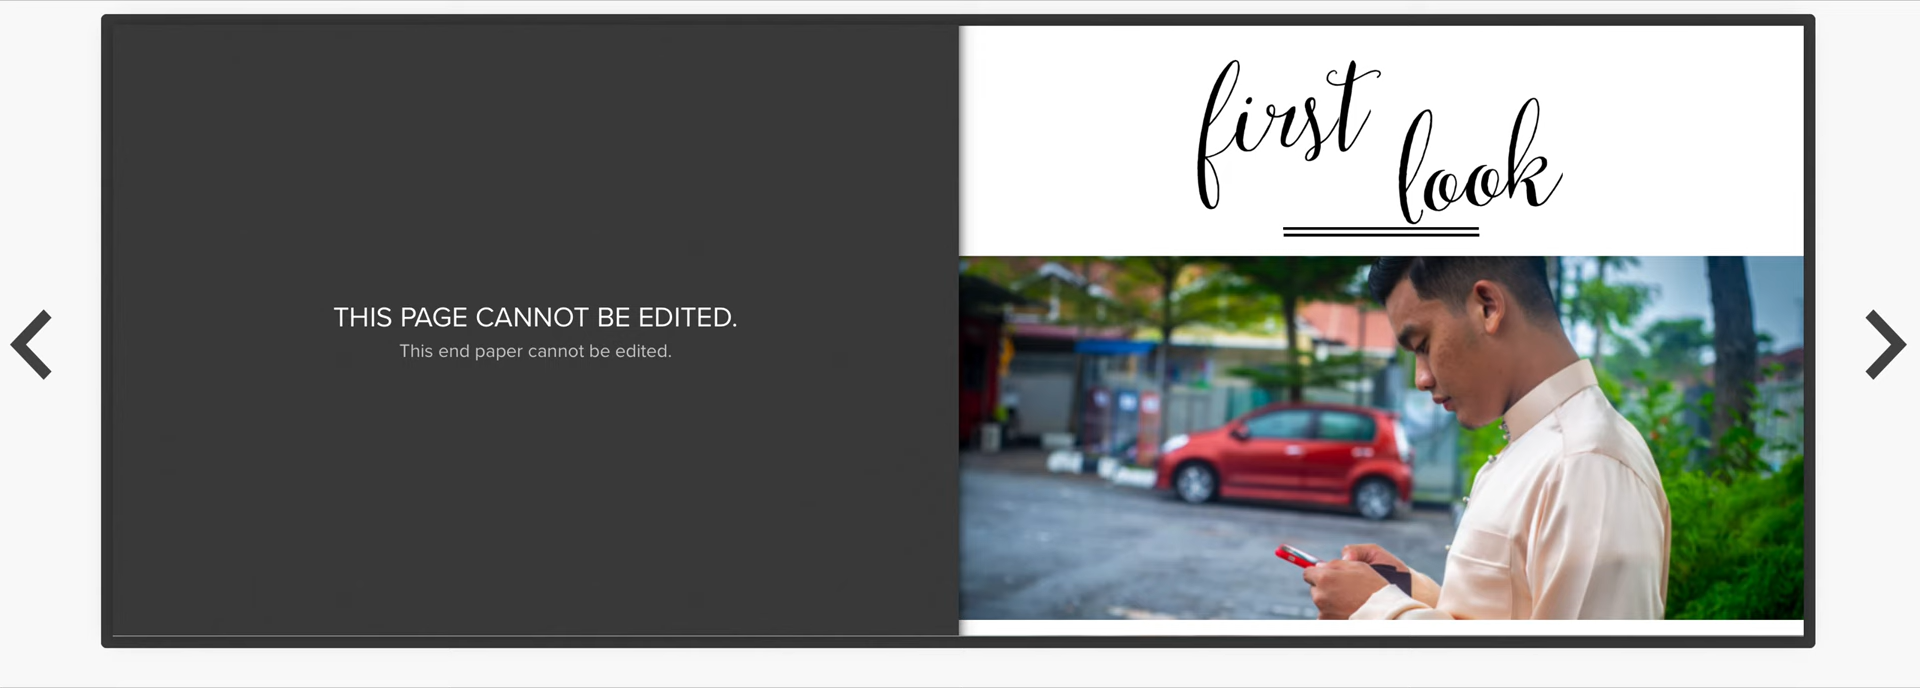 THIS PAGE CANNOT BE EDITED.
This end paper cannot be edited.
first
look